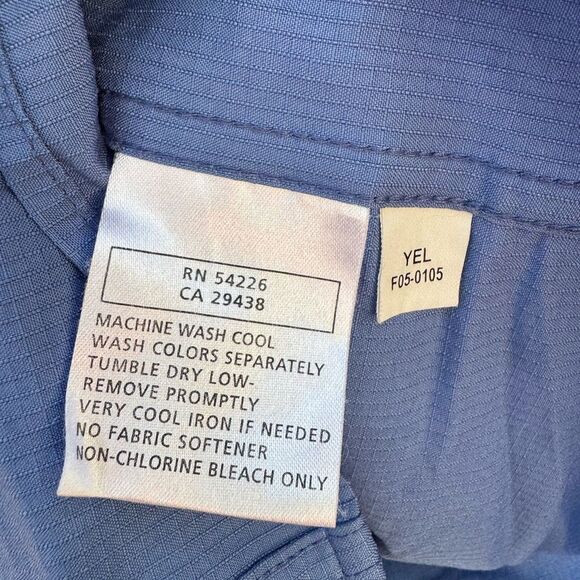 RN 54226
CA 29438
MACHINE WASH COOL
WASH COLORS SEPARATELY
TUMBLE DRY LOW-
REMOVE PROMPTLY
VERY COOL IRON IF NEEDED
NO FABRIC SOFTENER
NON-CHLORINE BLEACH ONLY
YEL
F05-0105